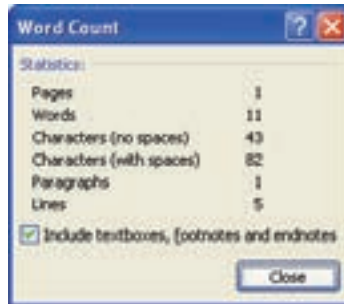 Word Count
Statistics:
Pages 1
Words 11
Characters (no spaces) 43
Characters (with spaces) 82
Paragraphs 1
Lines 5
Include textboxes, footnotes and endnotes
Close